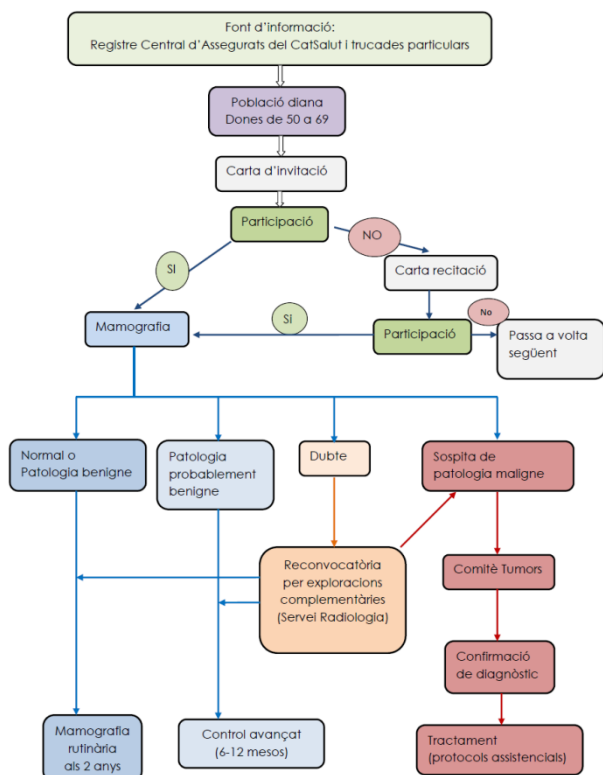 Font d’informació:
Registre Central d’Assegurats del CatSalut i trucades particulars
Població diana
Dones de 50 a 69
Carta d’invitació
Participació
NO
SI
Carta recitació
Mamografia
Si
Participació
No
Passa a volta
següent
Normal o
Patologia benigne
Patologia
probablement
benigne
Dubte
Sospita de
patologia maligne
Reconvocatòria
per exploracions
complementàries
(Servei Radiologia)
Comitè Tumors
Confirmació
de diagnòstic
Mamografia
rutinària
als 2 anys
Control avançat
(6-12 mesos)
Tractament
(protocols assistencials)